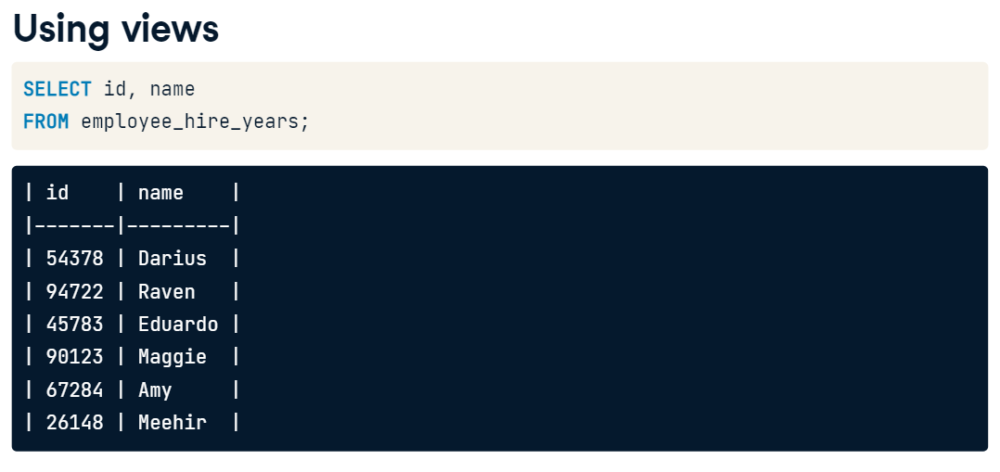 Using views
SELECT id, name
FROM employee_hire_years;
| id    | name    |
|-------|---------|
| 54378 | Darius  |
| 94722 | Raven   |
| 45783 | Eduardo |
| 90123 | Maggie  |
| 67284 | Amy     |
| 26148 | Meehir  |